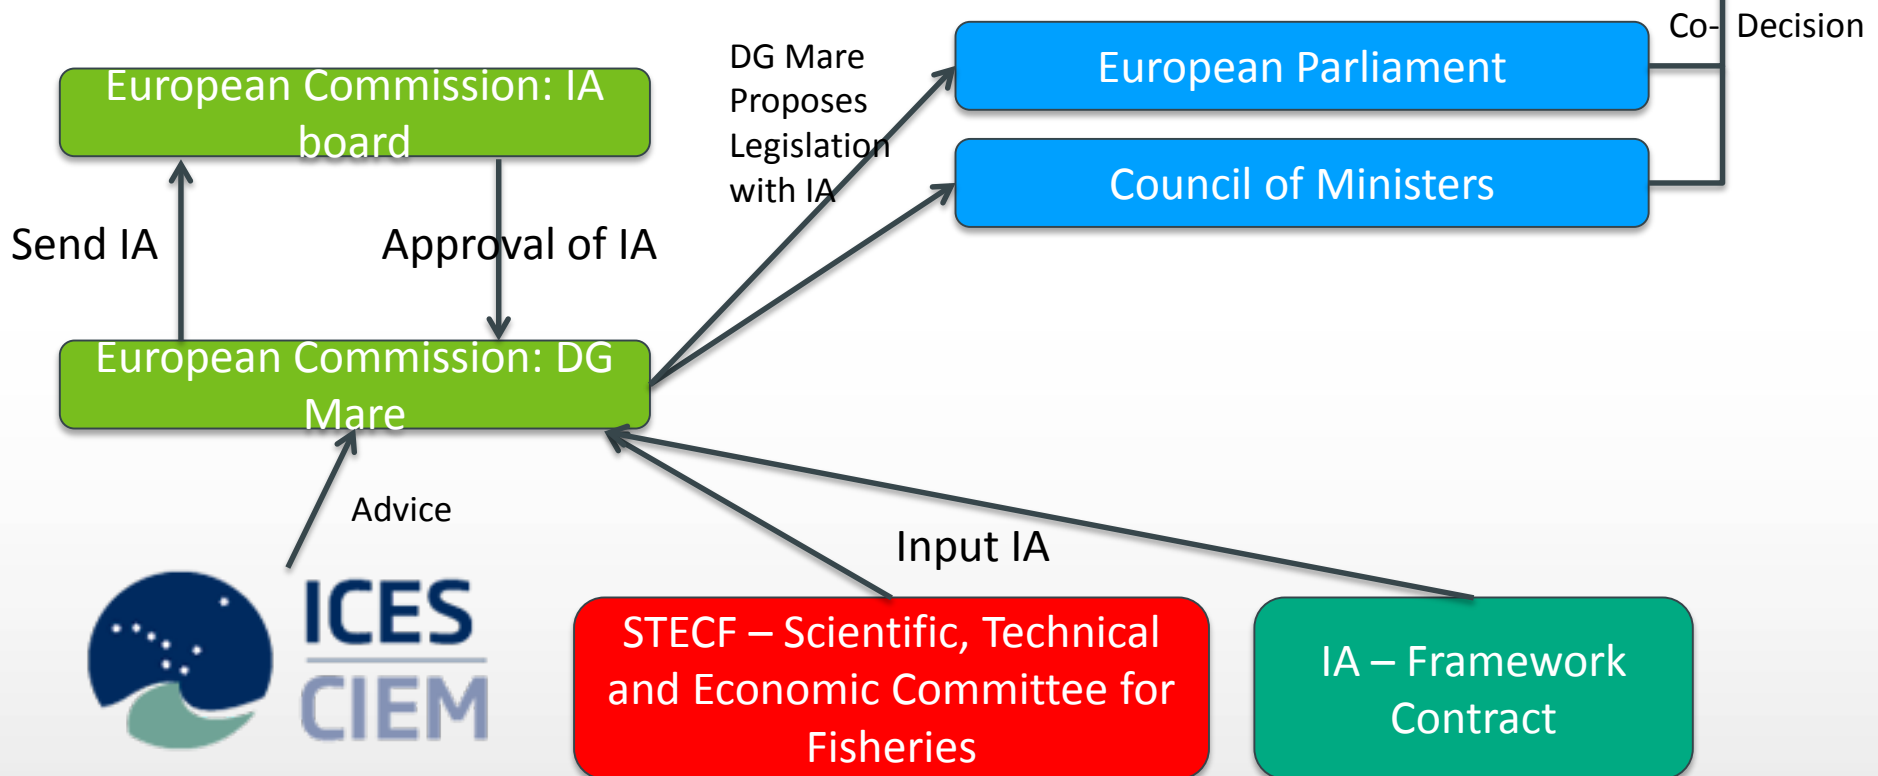 Co- Decision
European Parliament
DG Mare
Proposes
Legislation
with IA
European Commission: IA
board
Council of Ministers
Send IA
Approval of IA
European Commission: DG
Mare
Advice
Input IA
ICES
CIEM
STECF – Scientific, Technical
and Economic Committee for
Fisheries
IA – Framework
Contract